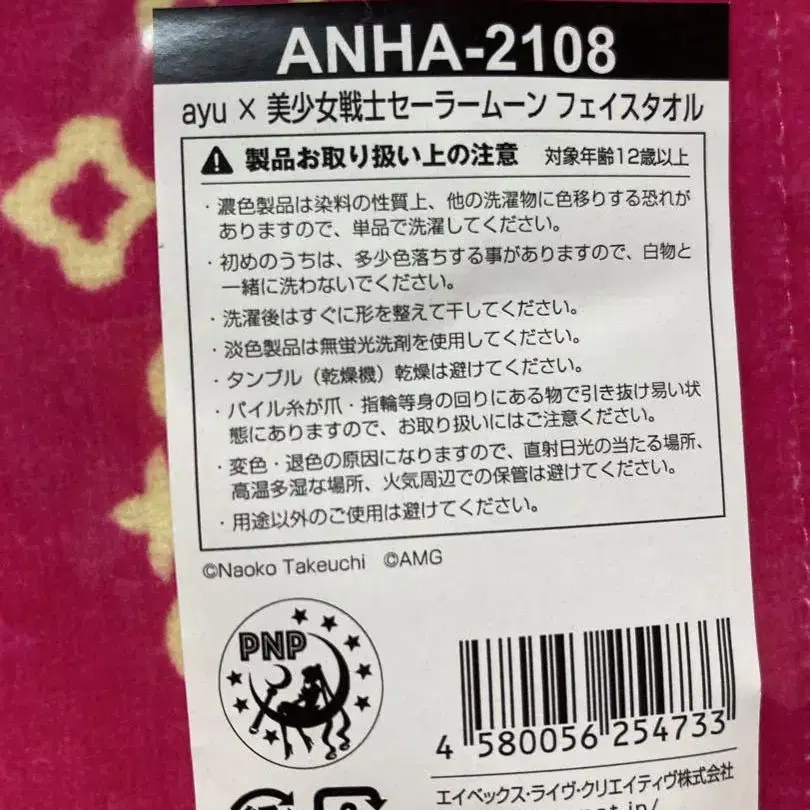 ANHA-2108
ayu × 美少女戦士セーラームーン フェイスタオル
製品お取り扱い上の注意 対象年齢12歳以上
・濃色製品は染料の性質上、他の洗濯物に色移りする恐れが
ありますので、単品で洗濯してください。
・初めのうちは、多少色落ちする事がありますので、白物と
一緒に洗わないでください。
・洗濯後はすぐに形を整えて干してください。
・淡色製品は無蛍光洗剤を使用してください。
・タンブル（乾燥機）乾燥は避けてください。
・パイル糸が爪・指輪等身の回りにある物で引き抜け易い状
態にありますので、お取り扱いにはご注意ください。
・変色・退色の原因になりますので、直射日光の当たる場所、
高温多湿な場所、火気周辺での保管は避けてください。
・用途以外のご使用は避けてください。
©Naoko Takeuchi ©AMG
PNP
4 580056 254733
エイベックス・ライヴ・クリエイティヴ株式会社